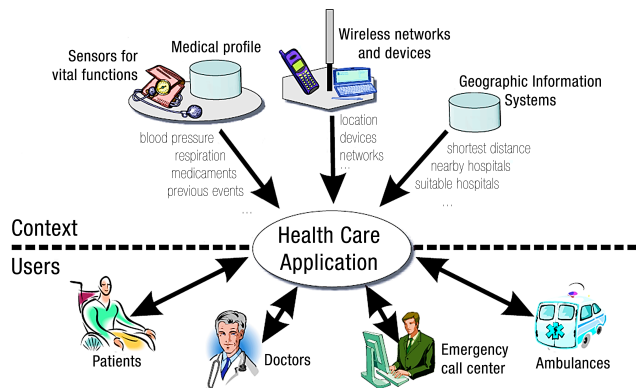 Sensors for
vital functions
Medical profile
Wireless networks
and devices
Geographic Information
Systems
blood pressure
respiration
medicaments
previous events
...
location
devices
networks
...
shortest distance
nearby hospitals
suitable hospitals
...
Context
Health Care
Application
Users
Patients
Doctors
Emergency
call center
Ambulances